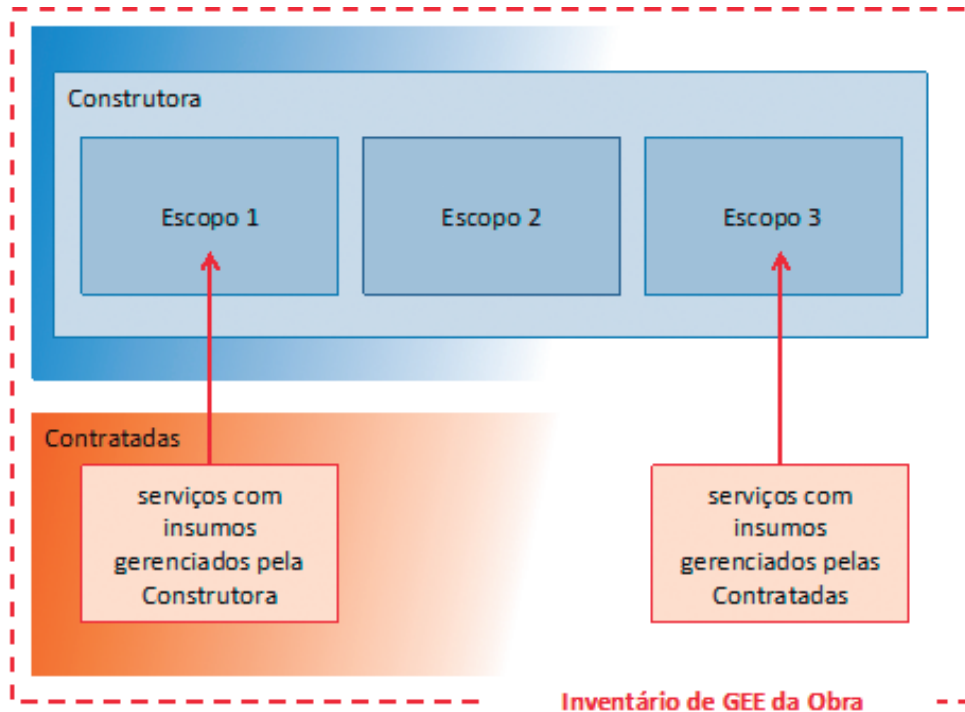 Construtora
Escopo 1
Escopo 2
Escopo 3
Contratadas
serviços com
insumos
gerenciados pela
Construtora
serviços com
insumos
gerenciados pelas
Contratadas
Inventário de GEE da Obra